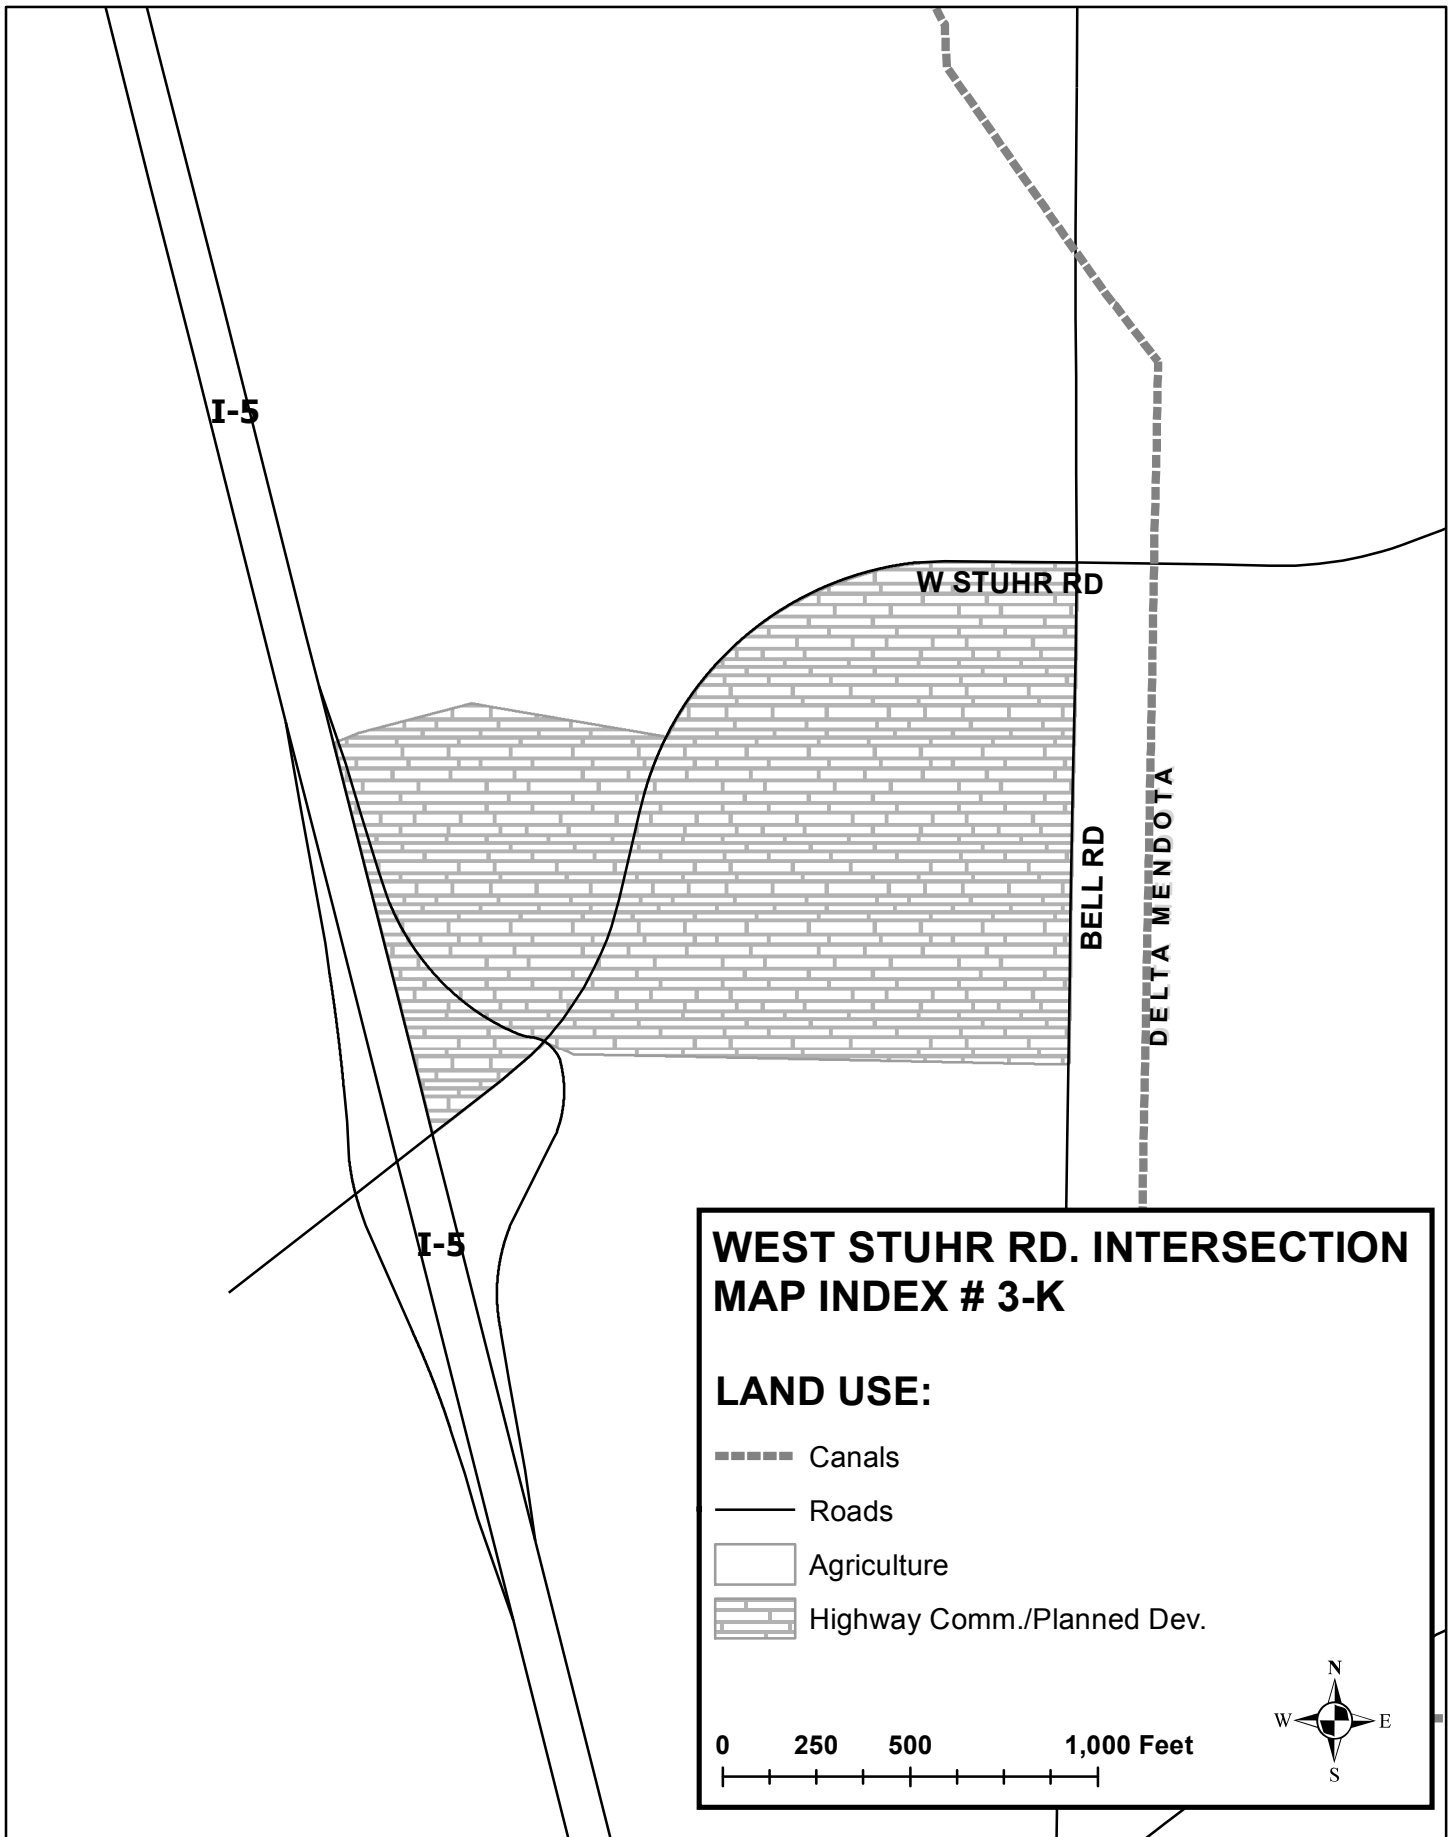 I-5
W STUHR RD
BELL RD
DELTA MENDOTA
I-5
WEST STUHR RD. INTERSECTION
MAP INDEX # 3-K
LAND USE:
Canals
Roads
Agriculture
Highway Comm./Planned Dev.
N
W E
S
0 250 500 1,000 Feet